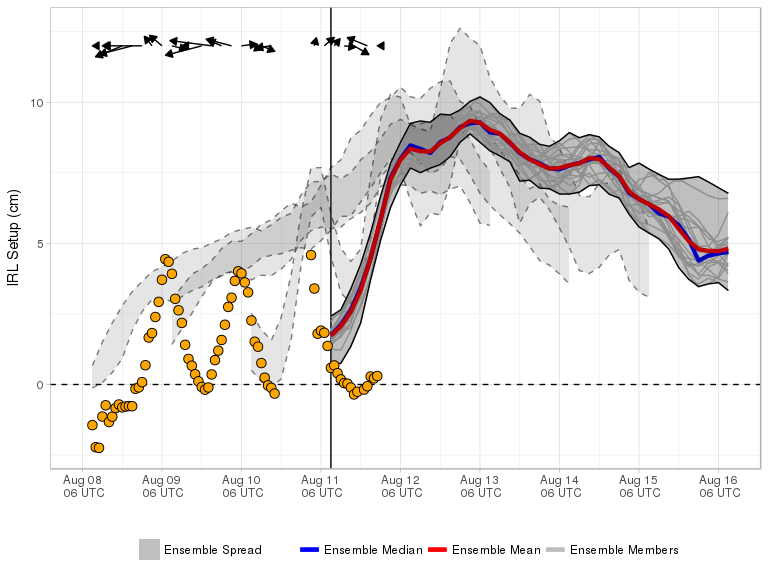 10
5
0
IRL Setup (cm)
Aug 08 Aug 09 Aug 10 Aug 11 Aug 12 Aug 13 Aug 14 Aug 15 Aug 16
06 UTC 06 UTC 06 UTC 06 UTC 06 UTC 06 UTC 06 UTC 06 UTC 06 UTC
Ensemble Spread Ensemble Median Ensemble Mean Ensemble Members